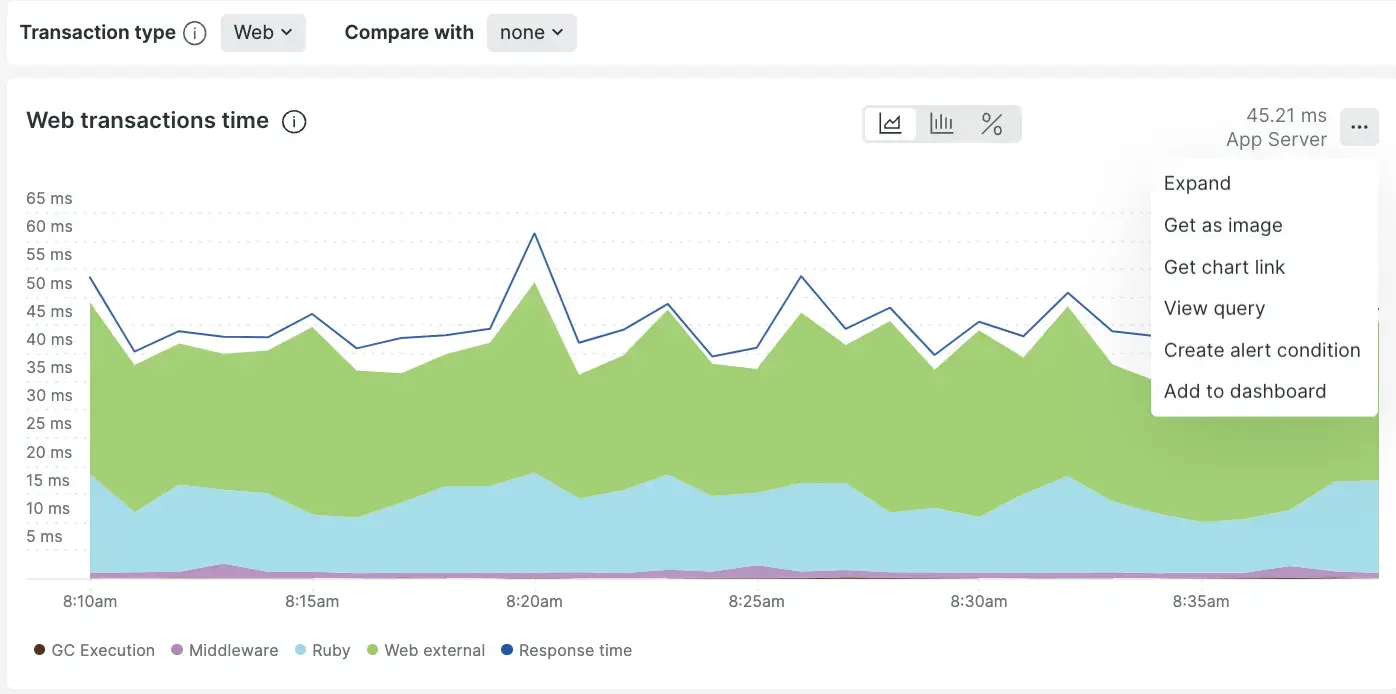 Transaction type Web Compare with none
Web transactions time
%
45.21 ms
App Server
Expand
Get as image
Get chart link
View query
Create alert condition
Add to dashboard
65 ms
60 ms
55 ms
50 ms
45 ms
40 ms
35 ms
30 ms
25 ms
20 ms
15 ms
10 ms
5 ms
8:10am 8:15am 8:20am 8:25am 8:30am 8:35am
GC Execution Middleware Ruby Web external Response time